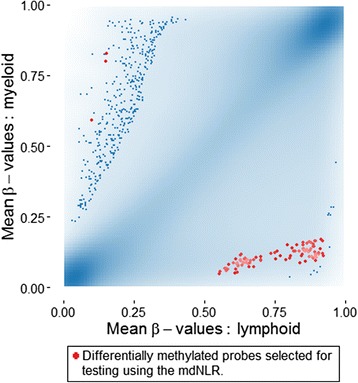 1.00
0.75
0.50
0.25
0.00
Mean β – values : myeloid
0.00 0.25 0.50 0.75 1.00
Mean β – values : lymphoid
Differentially methylated probes selected for
testing using the mdNLR.